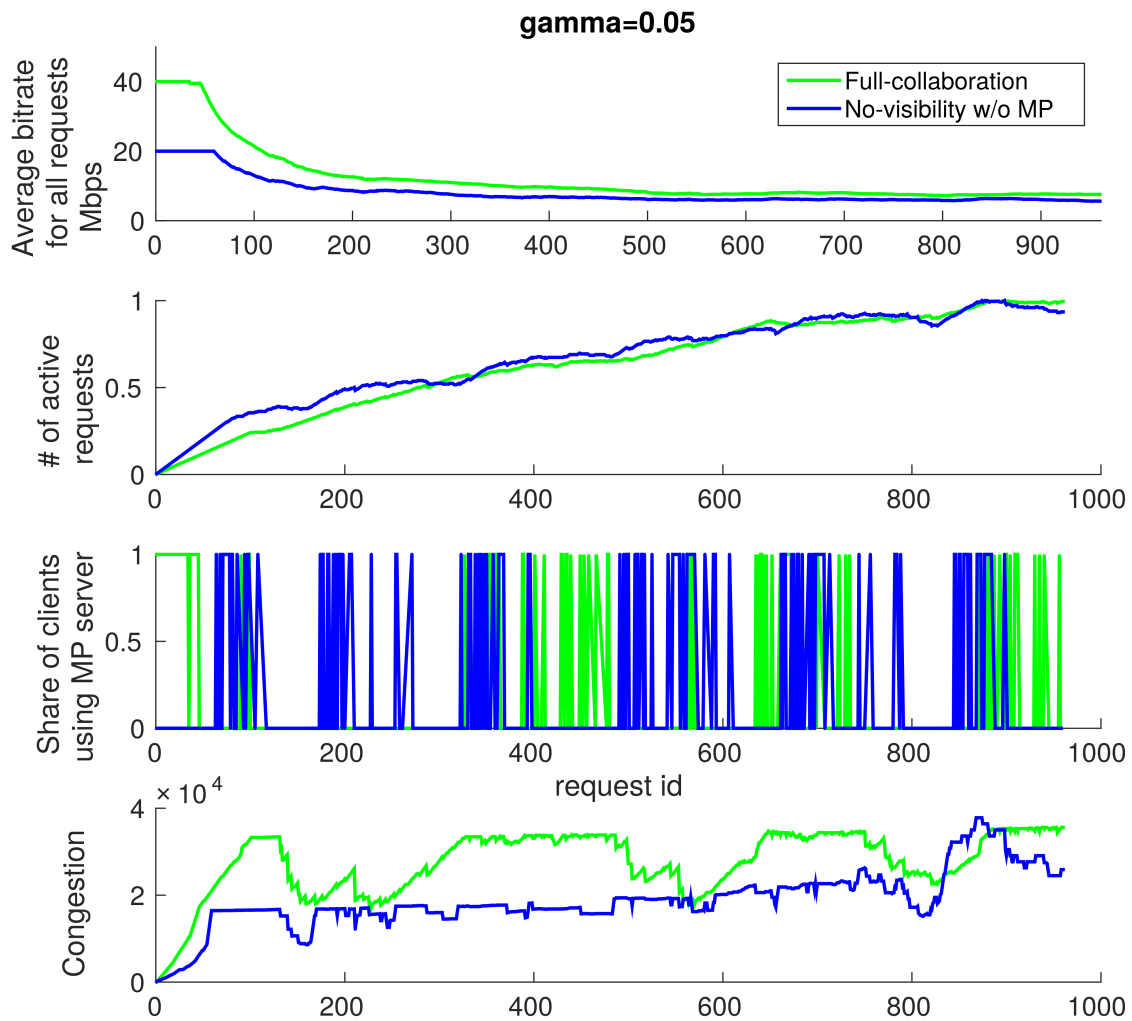 gamma=0.05
Average bitrate
for all requests
Mbps
40
20
0
Full-collaboration
No-visibility w/o MP
0 100 200 300 400 500 600 700 800 900
# of active
requests
1
0.5
0
0 200 400 600 800 1000
Share of clients
using MP server
1
0.5
0
0 200 400 600 800 1000
request id
× 10^4
Congestion
4
2
0
0 200 400 600 800 1000